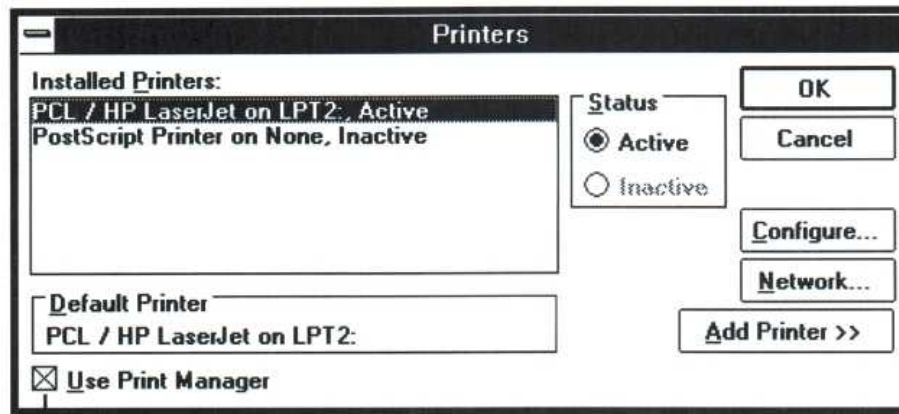 Printers
Installed Printers:
PCL / HP LaserJet on LPT2:, Active
PostScript Printer on None, Inactive
Status
Active
Inactive
OK
Cancel
Configure...
Network...
Add Printer >>
Default Printer
PCL / HP LaserJet on LPT2:
Use Print Manager